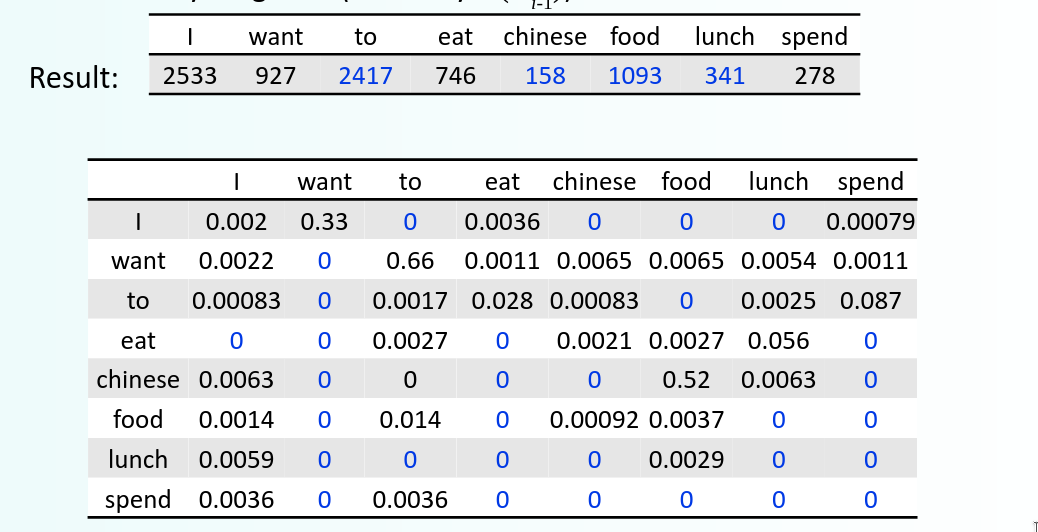 i-1
I want to eat chinese food lunch spend
Result: 2533 927 2417 746 158 1093 341 278
I want to eat chinese food lunch spend
I 0.002 0.33 0 0.0036 0 0 0 0.00079
want 0.0022 0 0.66 0.0011 0.0065 0.0065 0.0054 0.0011
to 0.00083 0 0.0017 0.028 0.00083 0 0.0025 0.087
eat 0 0 0.0027 0 0.0021 0.0027 0.056 0
chinese 0.0063 0 0 0 0 0.52 0.0063 0
food 0.0014 0 0.014 0 0.00092 0.0037 0 0
lunch 0.0059 0 0 0 0 0.0029 0 0
spend 0.0036 0 0.0036 0 0 0 0 0